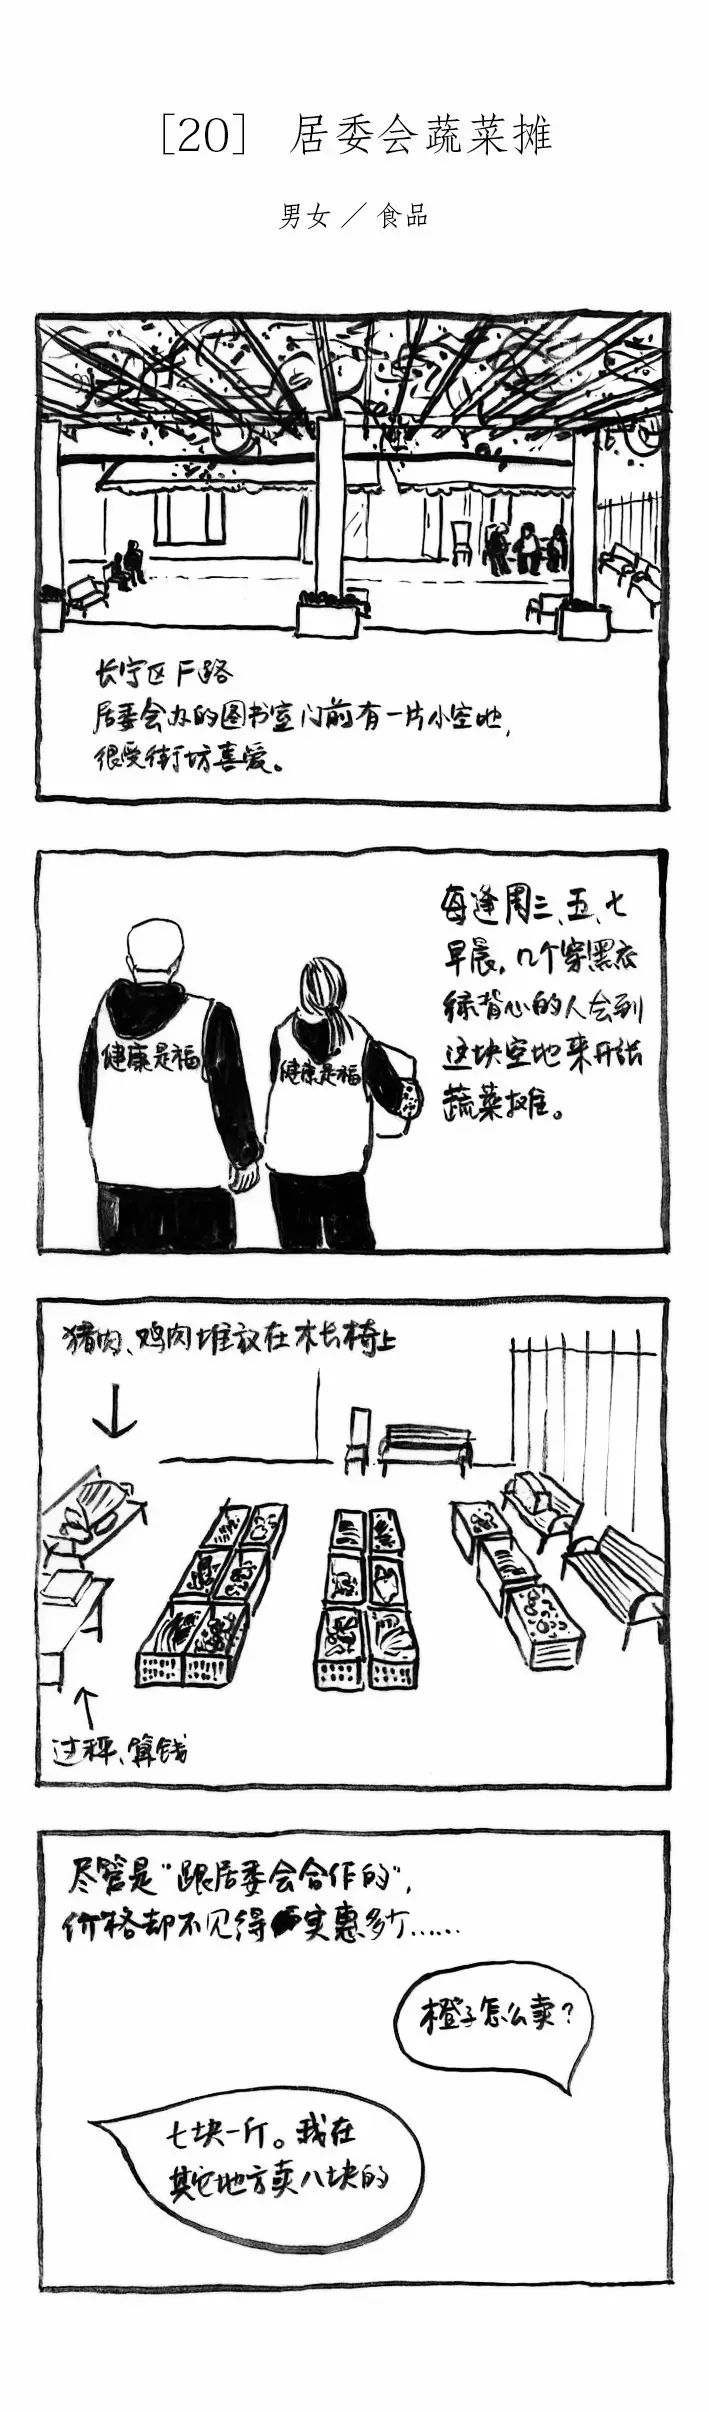 [20] 居委会蔬菜摊
男女／食品
长宁区F路
居委会办的图书室门前有一片小空地,
很受街坊喜爱。
健康是福
健康是福
每逢周三、五、七
早晨,几个穿黑衣
绿背心的人会到
这块空地来开张
蔬菜摊。
猪肉、鸡肉堆放在木长椅上
过秤、算钱
尽管是"跟居委会合作的",
价格却不见得实惠多少……
橙子怎么卖?
七块一斤。我在
其它地方卖八块的